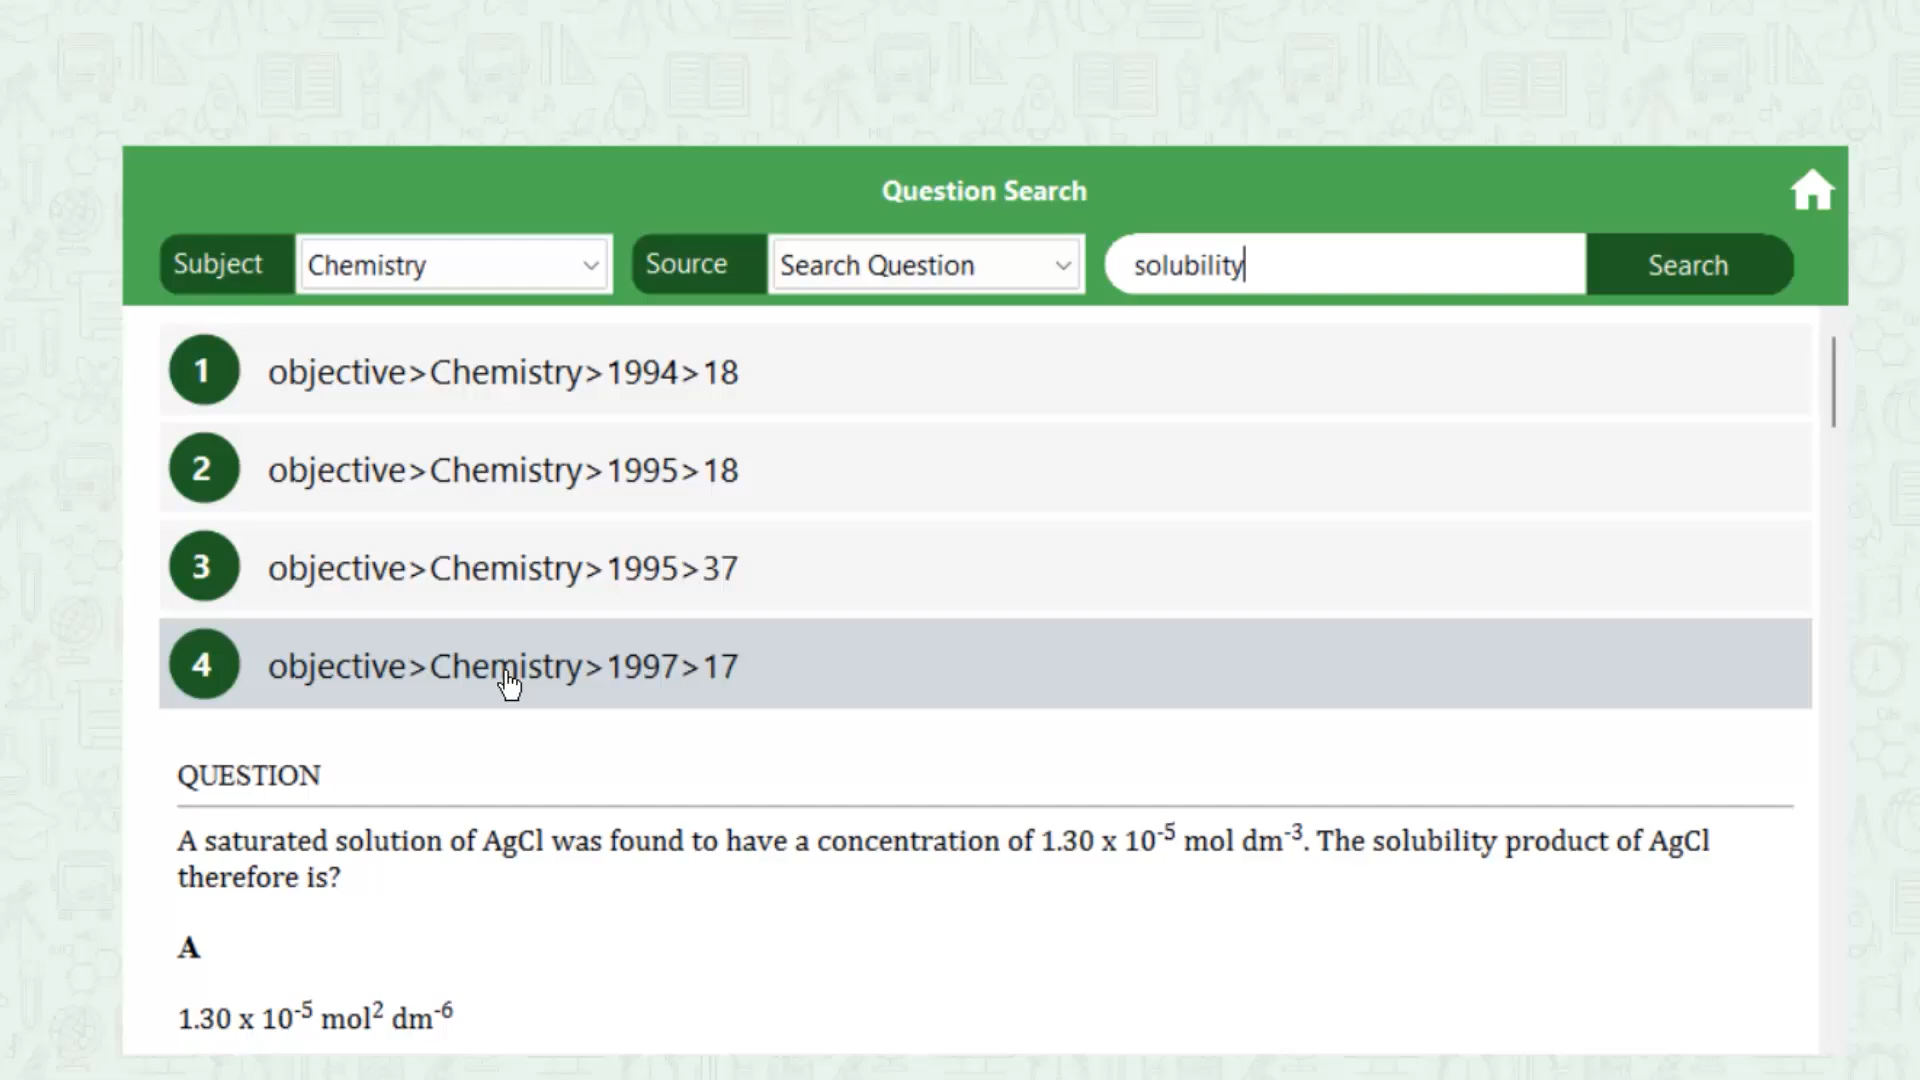 Question Search
Subject Chemistry Source Search Question solubility Search
1 objective>Chemistry>1994>18
2 objective>Chemistry>1995>18
3 objective>Chemistry>1995>37
4 objective>Chemistry>1997>17
QUESTION
A saturated solution of AgCl was found to have a concentration of 1.30 x 10⁻⁵ mol dm⁻³. The solubility product of AgCl
therefore is?
A
1.30 x 10⁻⁵ mol² dm⁻⁶